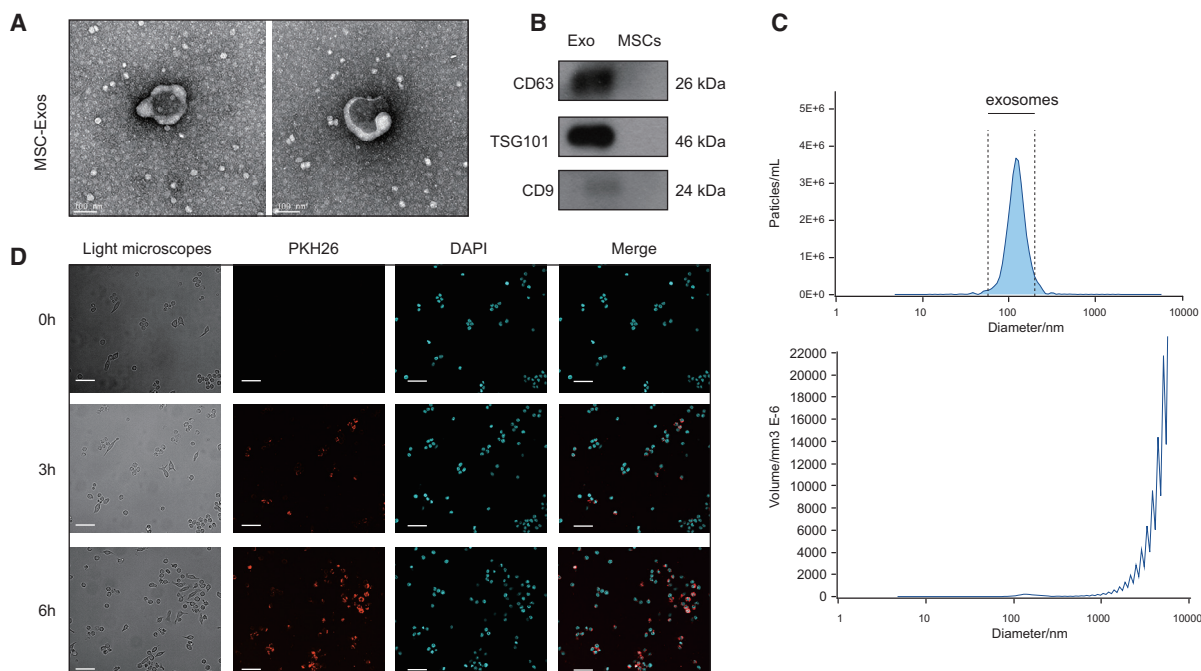 A
MSC-Exos
100 nm
100 nm
B
Exo MSCs
CD63 26 kDa
TSG101 46 kDa
CD9 24 kDa
C
exosomes
Paticles/mL
5E+6
4E+6
3E+6
2E+6
1E+6
0E+0
1 10 100 1000 10000
Diameter/nm
Volume/mm3 E-6
22000
20000
18000
16000
14000
12000
10000
8000
6000
4000
2000
0
1 10 100 1000 10000
Diameter/nm
D
Light microscopes PKH26 DAPI Merge
0h
3h
6h